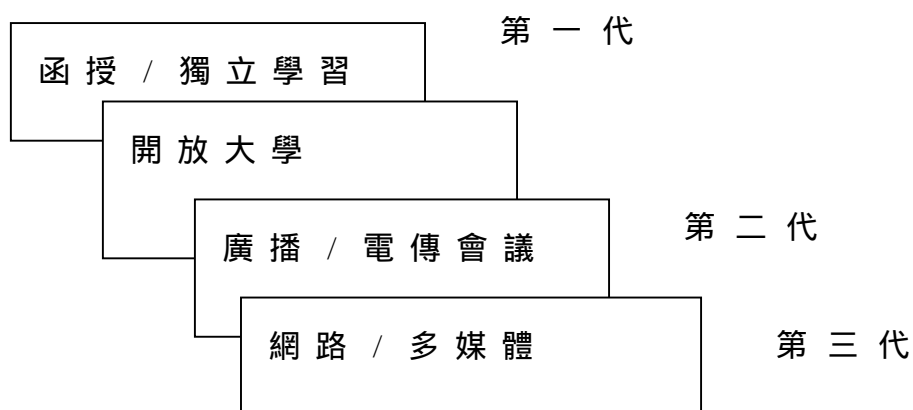 第一代
函授 / 獨立學習
開放大學
第二代
廣播 / 電傳會議
網路 / 多媒體
第三代